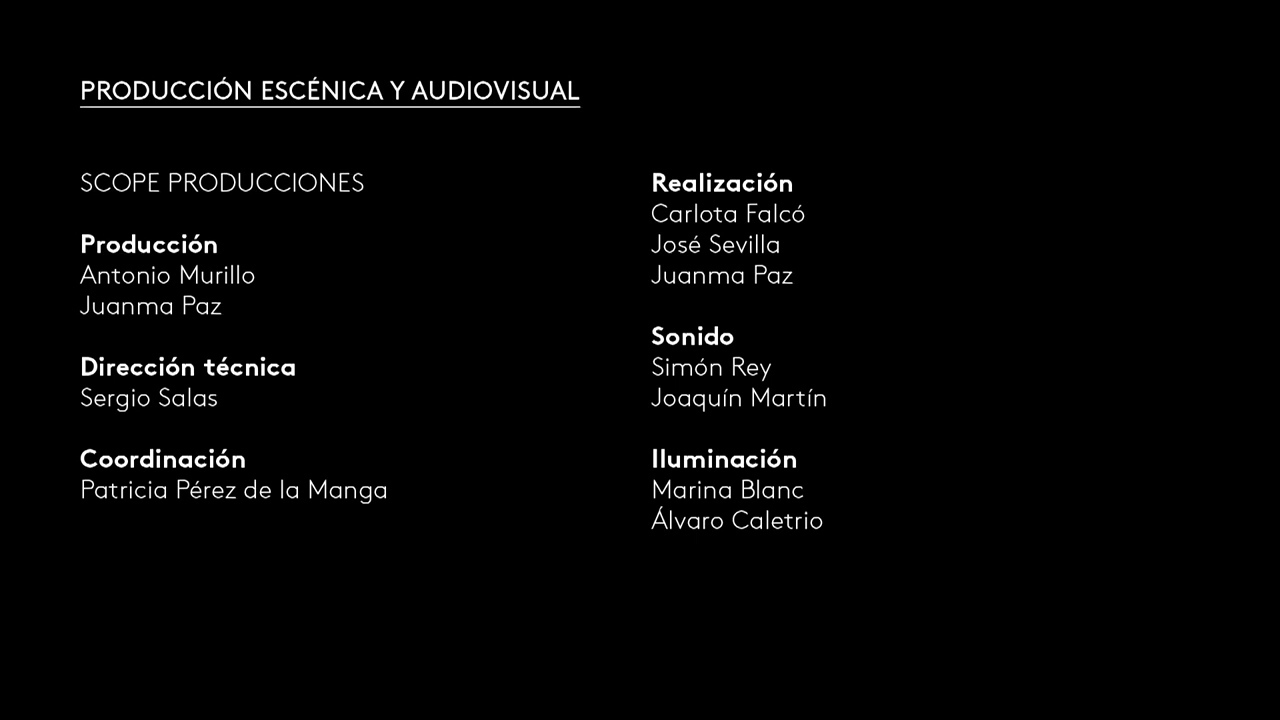 PRODUCCIÓN ESCÉNICA Y AUDIOVISUAL
SCOPE PRODUCCIONES
Producción
Antonio Murillo
Juanma Paz
Dirección técnica
Sergio Salas
Coordinación
Patricia Pérez de la Manga
Realización
Carlota Falcó
José Sevilla
Juanma Paz
Sonido
Simón Rey
Joaquín Martín
Iluminación
Marina Blanc
Álvaro Caletrio